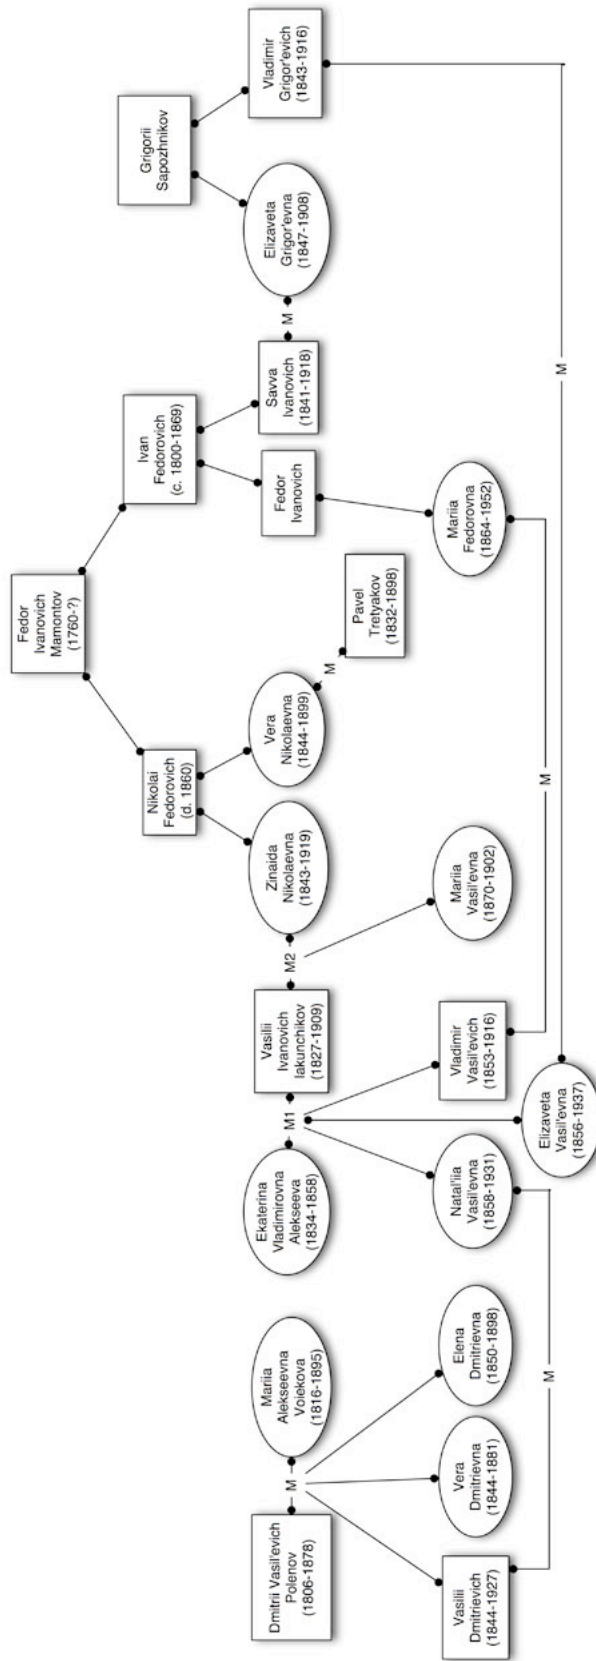 Fedor
Ivanovich
Mamontov
(1760-?)
Nikolai
Fedorovich
(d. 1860)
Ivan
Fedorovich
(c. 1800-1869)
Grigorii
Sapozhnikov
Dmitrii Vasil'evich
Polenov
(1806-1878)
M
Mariia
Alekseevna
Voiekova
(1816-1895)
Ekaterina
Vladimirovna
Alekseeva
(1834-1858)
M1
Vasilii
Ivanovich
Iakunchikov
(1827-1909)
M2
Zinaida
Nikolaevna
(1843-1919)
Vera
Nikolaevna
(1844-1899)
M
Pavel
Tretyakov
(1832-1898)
Fedor
Ivanovich
Savva
Ivanovich
(1841-1918)
M
Elizaveta
Grigor'evna
(1847-1908)
Vladimir
Grigor'evich
(1843-1916)
Vasilii
Dmitrievich
(1844-1927)
Vera
Dmitrievna
(1844-1881)
Elena
Dmitrievna
(1850-1898)
Natal'iia
Vasil'evna
(1858-1931)
Vladimir
Vasil'evich
(1853-1916)
Mariia
Vasil'evna
(1870-1902)
Mariia
Fedorovna
(1864-1952)
Elizaveta
Vasil'evna
(1856-1937)
M
M
M